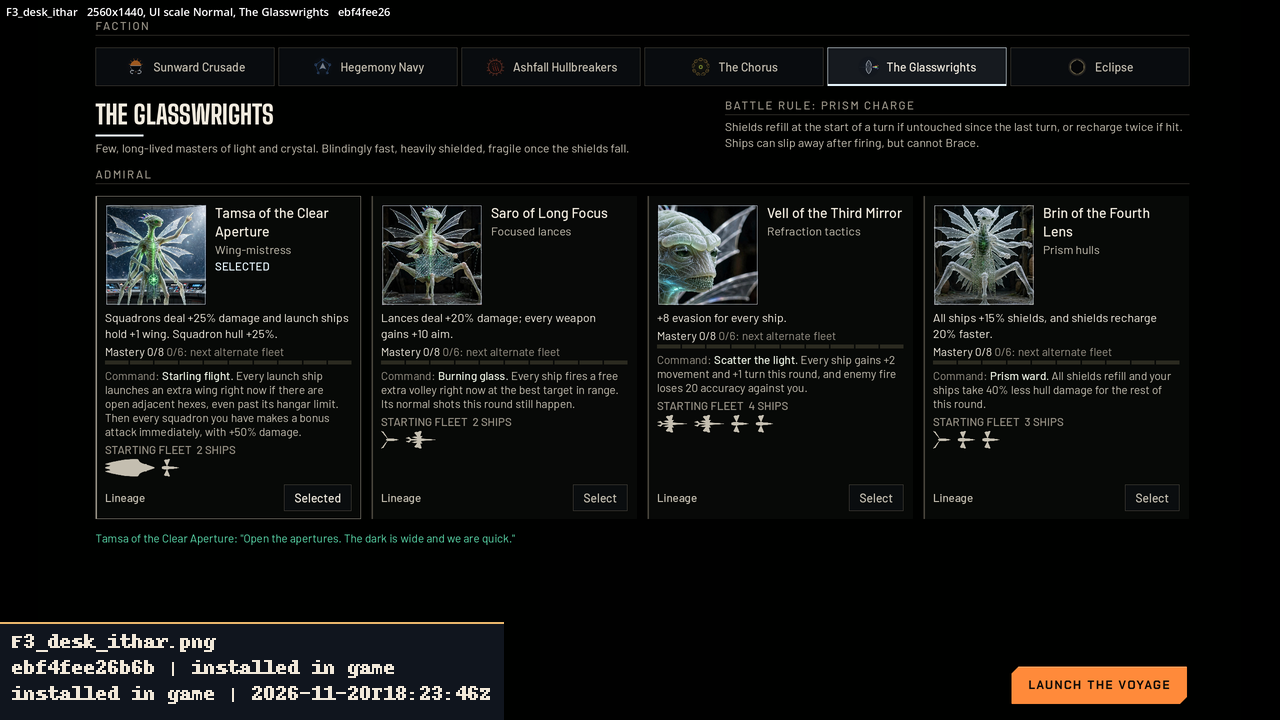 F3_desk_ithar 2560x1440, UI scale Normal, The Glasswrights ebf4fee26
FACTION
Sunward Crusade
Hegemony Navy
Ashfall Hullbreakers
The Chorus
The Glasswrights
Eclipse
THE GLASSWRIGHTS
Few, long-lived masters of light and crystal. Blindingly fast, heavily shielded, fragile once the shields fall.
BATTLE RULE: PRISM CHARGE
Shields refill at the start of a turn if untouched since the last turn, or recharge twice if hit.
Ships can slip away after firing, but cannot Brace.
ADMIRAL
Tamsa of the Clear
Aperture
Wing-mistress
SELECTED
Squadrons deal +25% damage and launch ships
hold +1 wing. Squadron hull +25%.
Mastery 0/8 0/6: next alternate fleet
Command: Starling flight. Every launch ship
launches an extra wing right now if there are
open adjacent hexes, even past its hangar limit.
Then every squadron you have makes a bonus
attack immediately, with +50% damage.
STARTING FLEET 2 SHIPS
Lineage
Selected
Saro of Long Focus
Focused lances
Lances deal +20% damage; every weapon
gains +10 aim.
Mastery 0/8 0/6: next alternate fleet
Command: Burning glass. Every ship fires a free
extra volley right now at the best target in range.
Its normal shots this round still happen.
STARTING FLEET 2 SHIPS
Lineage
Select
Vell of the Third Mirror
Refraction tactics
+8 evasion for every ship.
Mastery 0/8 0/6: next alternate fleet
Command: Scatter the light. Every ship gains +2
movement and +1 turn this round, and enemy fire
loses 20 accuracy against you.
STARTING FLEET 4 SHIPS
Lineage
Select
Brin of the Fourth
Lens
Prism hulls
All ships +15% shields, and shields recharge
20% faster.
Mastery 0/8 0/6: next alternate fleet
Command: Prism ward. All shields refill and your
ships take 40% less hull damage for the rest of
this round.
STARTING FLEET 3 SHIPS
Lineage
Select
Tamsa of the Clear Aperture: "Open the apertures. The dark is wide and we are quick."
F3_desk_ithar.png
ebf4fee26b6b | installed in game
installed in game | 2026-11-20T18:23:46Z
LAUNCH THE VOYAGE